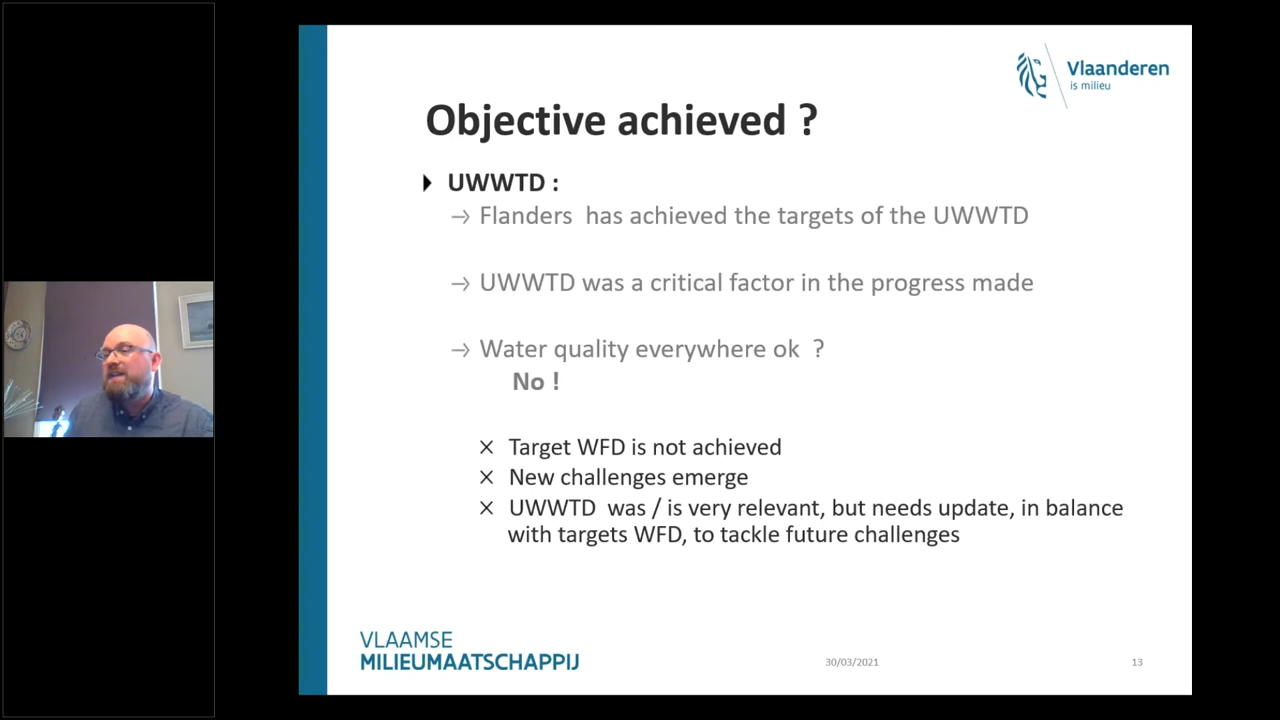 Vlaanderen
is milieu
Objective achieved ?
UWWTD :
→ Flanders has achieved the targets of the UWWTD
→ UWWTD was a critical factor in the progress made
→ Water quality everywhere ok ?
No !
× Target WFD is not achieved
× New challenges emerge
× UWWTD was / is very relevant, but needs update, in balance
with targets WFD, to tackle future challenges
VLAAMSE
MILIEUMAATSCHAPPIJ
30/03/2021
13